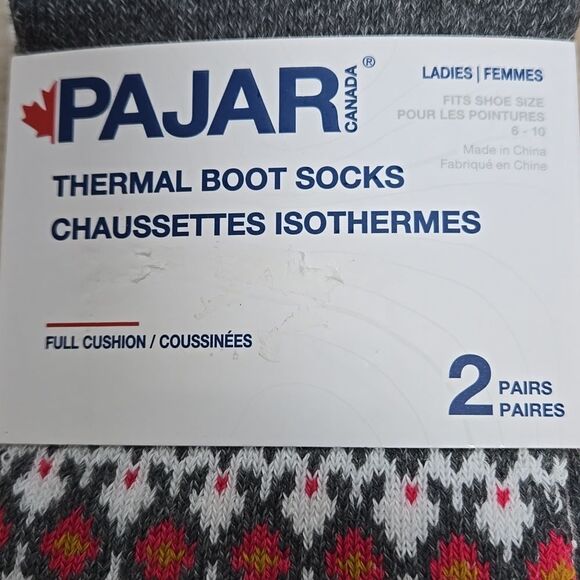 PAJAR
CANADA
®
LADIES | FEMMES
FITS SHOE SIZE
POUR LES POINTURES
6 - 10
Made in China
Fabriqué en Chine
THERMAL BOOT SOCKS
CHAUSSETTES ISOTHERMES
FULL CUSHION / COUSSINÉES
2 PAIRS
PAIRES